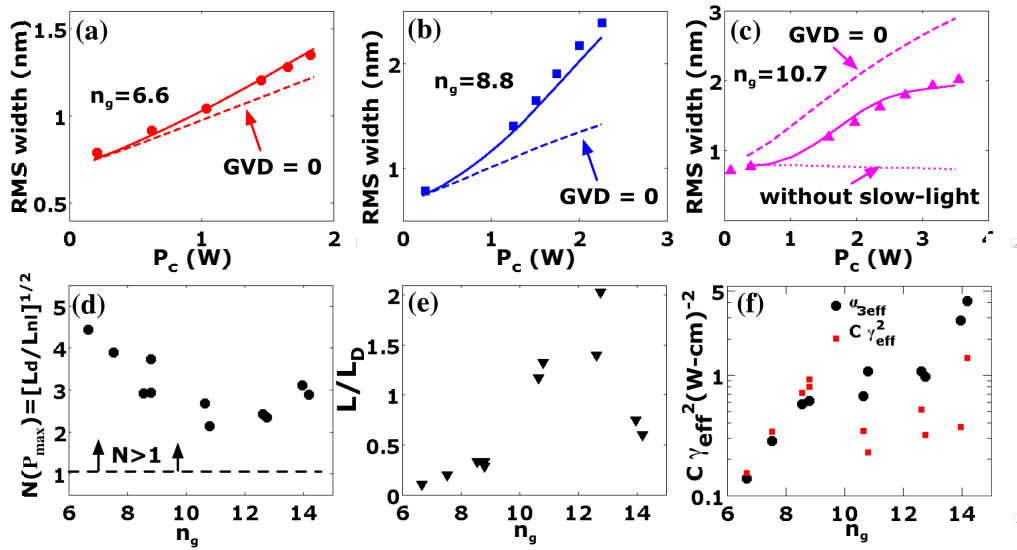 (a)
n_g=6.6
GVD = 0
RMS width (nm)
1.5
1
0.5
0
1
2
P_c (W)
(b)
n_g=8.8
GVD = 0
RMS width (nm)
2
1
0
1
2
3
P_c (W)
(c)
GVD = 0
n_g=10.7
without slow-light
RMS width (nm)
3
2
1
0
0
1
2
3
4
P_c (W)
(d)
N>1
N(P_max)=[Ld/Lnl]^1/2
5
4
3
2
1
6
8
10
12
14
n_g
(e)
L/L_D
2
1.5
1
0.5
0
6
8
10
12
14
n_g
(f)
α_3eff
C γ_eff^2
C γ_eff^2(W-cm)^-2
5
1
0.1
6
8
10
12
14
n_g